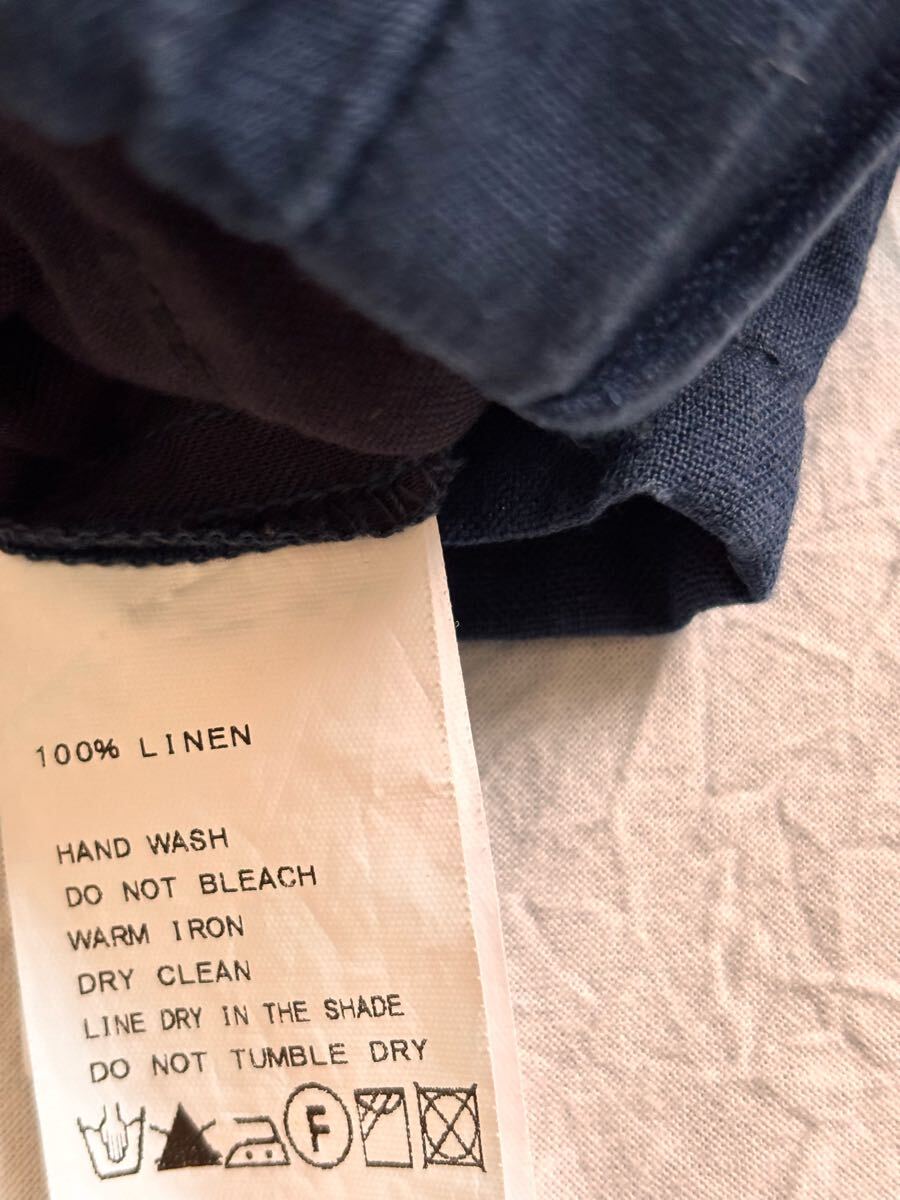 100% LINEN
HAND WASH
DO NOT BLEACH
WARM IRON
DRY CLEAN
LINE DRY IN THE SHADE
DO NOT TUMBLE DRY
F